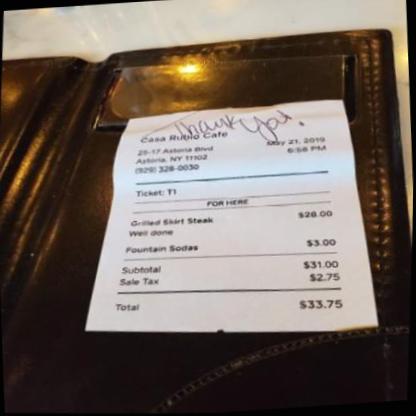 Thank You!
Casa Rubio Cafe
25-17 Astoria Blvd May 21, 2019
Astoria, NY 11102 6:58 PM
(929) 328-0030
Ticket: T1
FOR HERE
Grilled Skirt Steak $28.00
Well done
Fountain Sodas $3.00
Subtotal $31.00
Sale Tax $2.75
Total $33.75